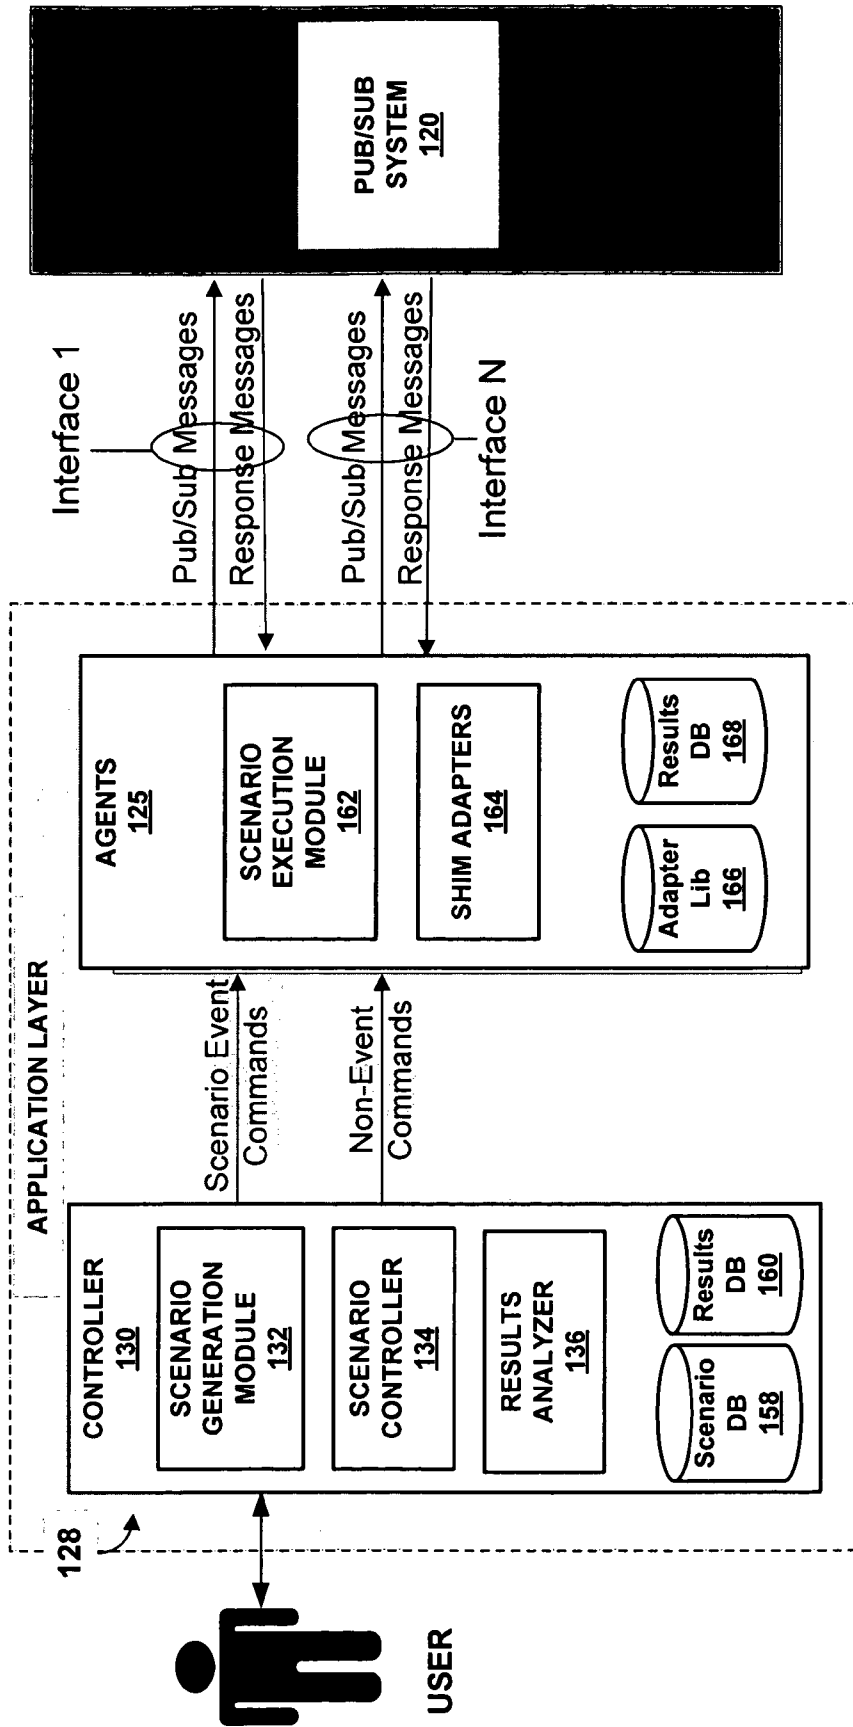 USER
128
APPLICATION LAYER
CONTROLLER
130
SCENARIO
GENERATION
MODULE
132
SCENARIO
CONTROLLER
134
RESULTS
ANALYZER
136
Scenario
DB
158
Results
DB
160
Scenario Event
Commands
Non-Event
Commands
AGENTS
125
SCENARIO
EXECUTION
MODULE
162
SHIM ADAPTERS
164
Adapter
Lib
166
Results
DB
168
Interface 1
Pub/Sub Messages
Response Messages
Pub/Sub Messages
Response Messages
Interface N
PUB/SUB
SYSTEM
120